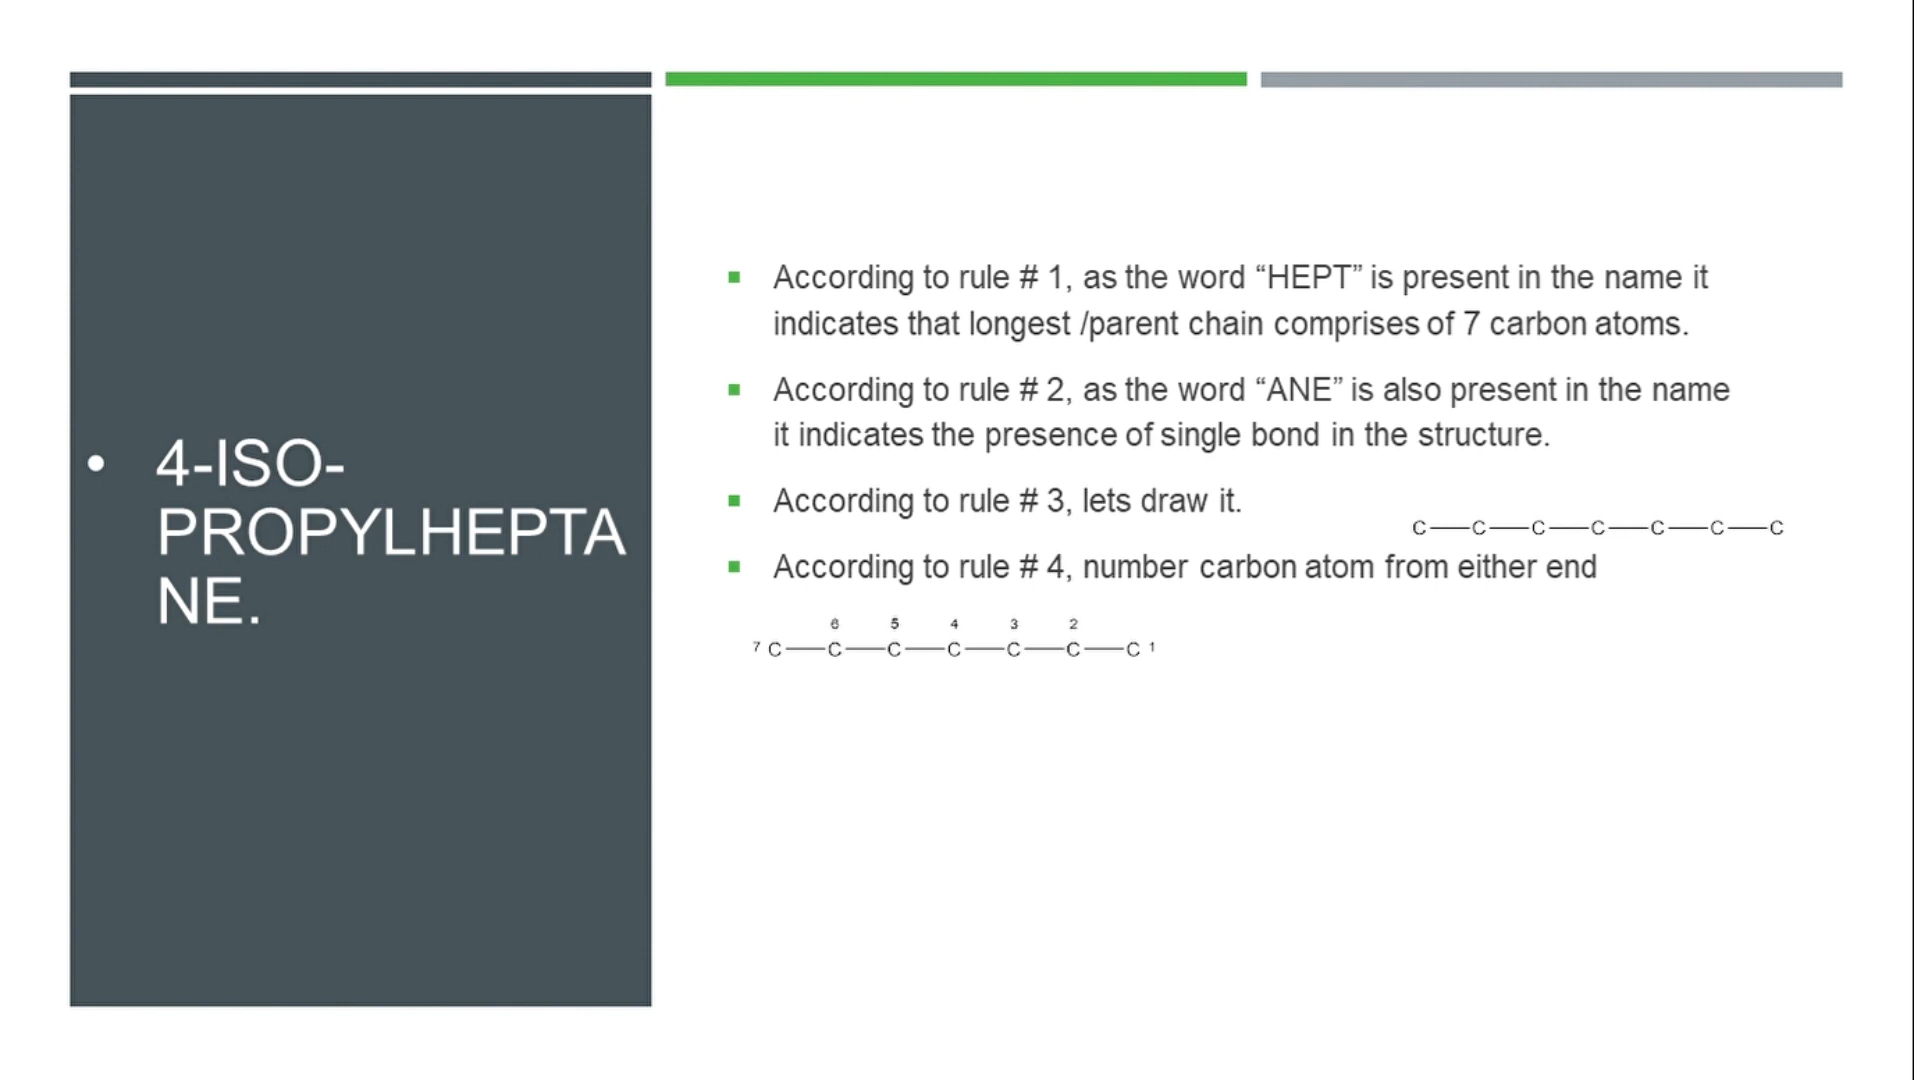 • 4-ISO-
PROPYLHEPTA
NE.
▪ According to rule # 1, as the word “HEPT” is present in the name it
indicates that longest /parent chain comprises of 7 carbon atoms.
▪ According to rule # 2, as the word “ANE” is also present in the name
it indicates the presence of single bond in the structure.
▪ According to rule # 3, lets draw it.
C—C—C—C—C—C—C
▪ According to rule # 4, number carbon atom from either end
6 5 4 3 2
7 C—C—C—C—C—C—C 1